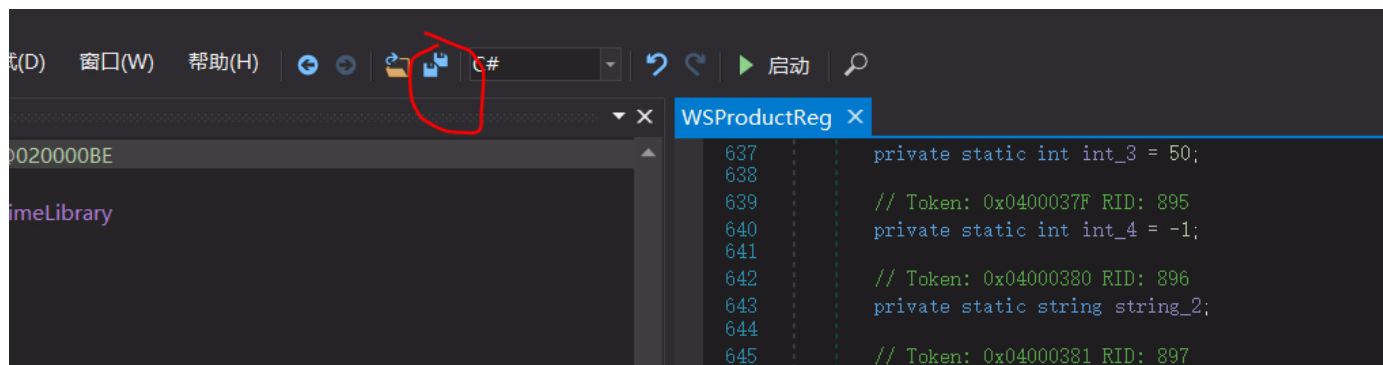 式(D) 窗口(W) 帮助(H) C# 启动
WSProductReg
020000BE
imeLibrary
637 private static int int_3 = 50;
638
639 // Token: 0x0400037F RID: 895
640 private static int int_4 = -1;
641
642 // Token: 0x04000380 RID: 896
643 private static string string_2;
644
645 // Token: 0x04000381 RID: 897